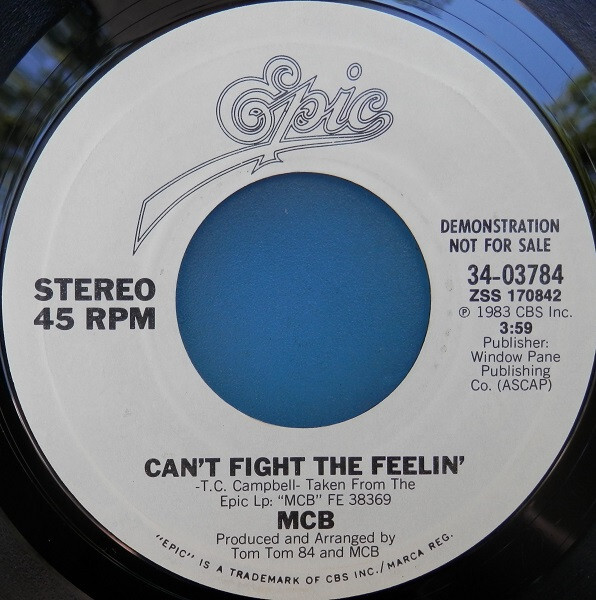 Epic
DEMONSTRATION
NOT FOR SALE
STEREO
45 RPM
34-03784
ZSS 170842
℗ 1983 CBS Inc.
3:59
Publisher:
Window Pane
Publishing
Co. (ASCAP)
CAN'T FIGHT THE FEELIN'
-T.C. Campbell- Taken From The
Epic Lp: "MCB" FE 38369
MCB
Produced and Arranged by
Tom Tom 84 and MCB
"EPIC" IS A TRADEMARK OF CBS INC./MARCA REG.